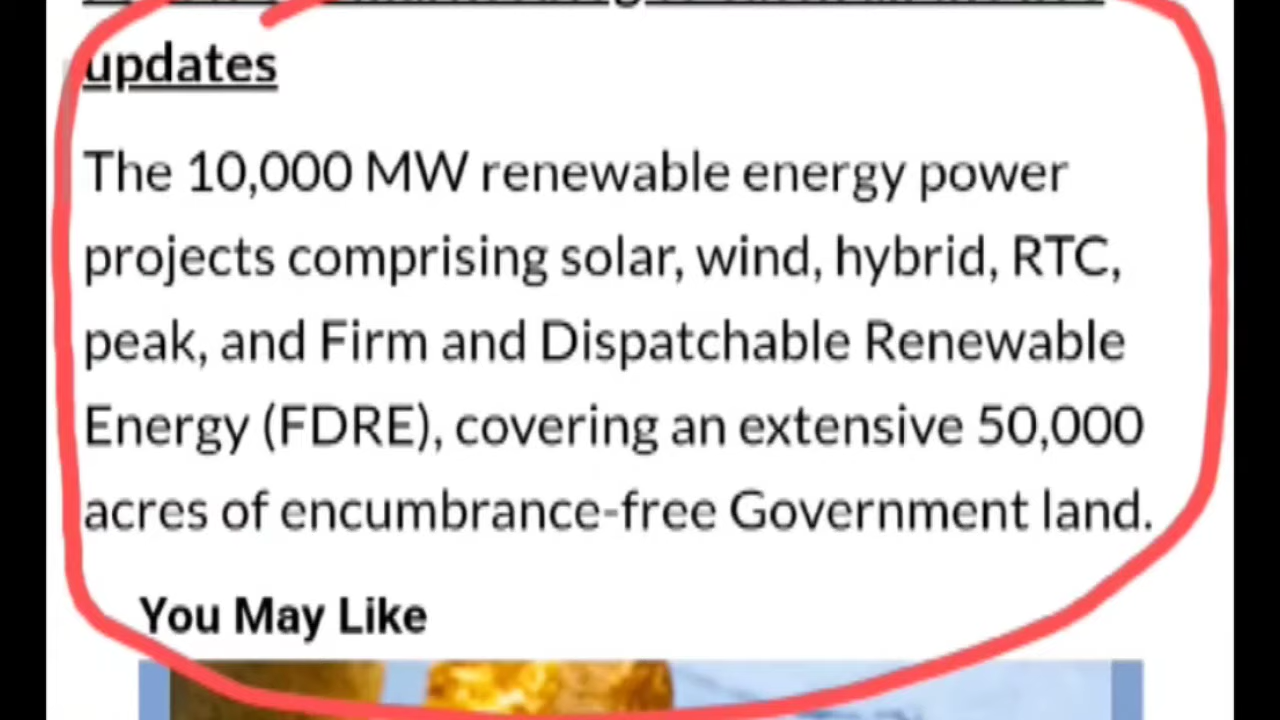 updates
The 10,000 MW renewable energy power
projects comprising solar, wind, hybrid, RTC,
peak, and Firm and Dispatchable Renewable
Energy (FDRE), covering an extensive 50,000
acres of encumbrance-free Government land.
You May Like